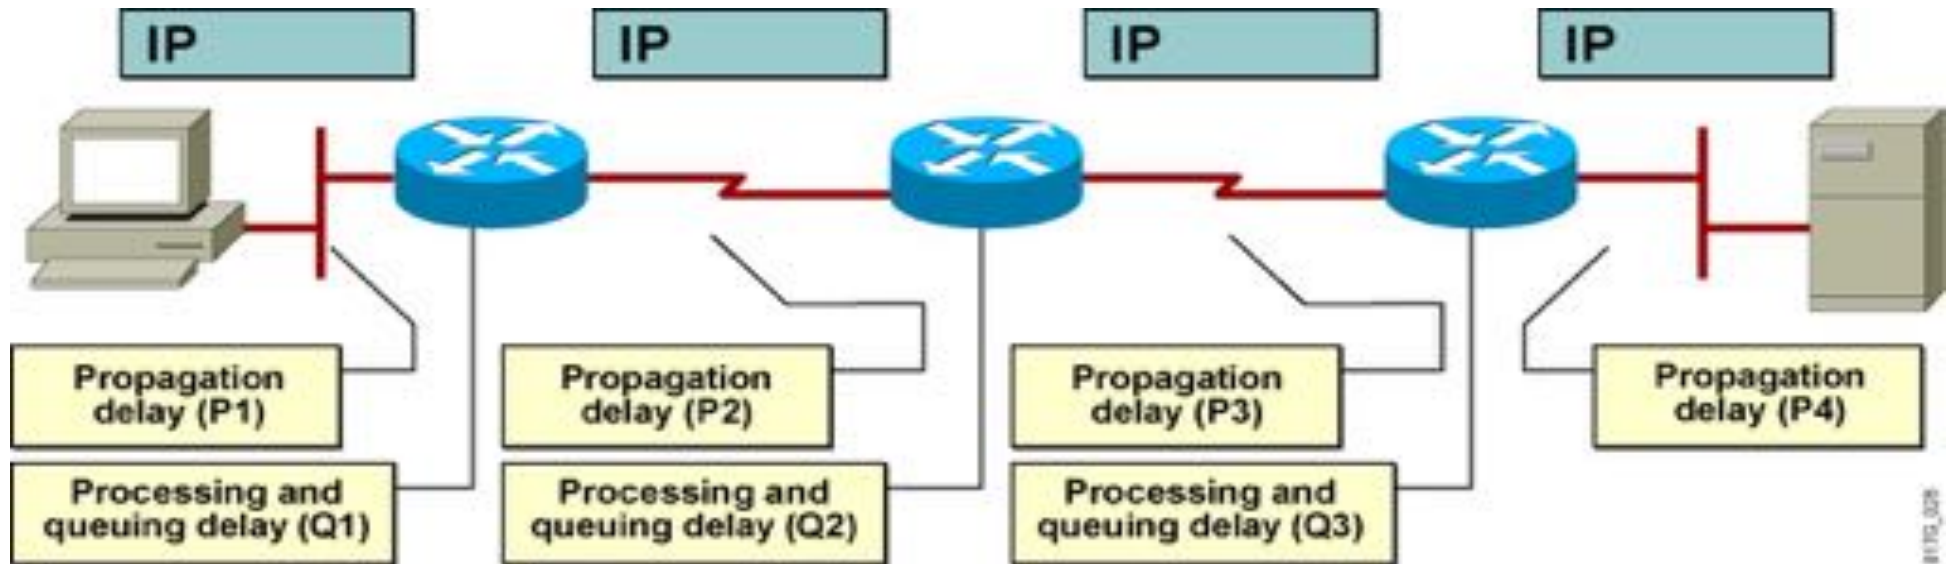 IP
IP
IP
IP
Propagation
delay (P1)
Propagation
delay (P2)
Propagation
delay (P3)
Propagation
delay (P4)
Processing and
queuing delay (Q1)
Processing and
queuing delay (Q2)
Processing and
queuing delay (Q3)